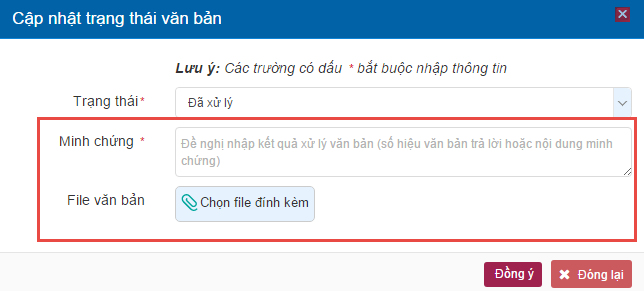 Cập nhật trạng thái văn bản
Lưu ý: Các trường có dấu * bắt buộc nhập thông tin
Trạng thái* Đã xử lý
Minh chứng * Đề nghị nhập kết quả xử lý văn bản (số hiệu văn bản trả lời hoặc nội dung minh
chứng)
File văn bản Chọn file đính kèm
Đồng ý Đóng lại